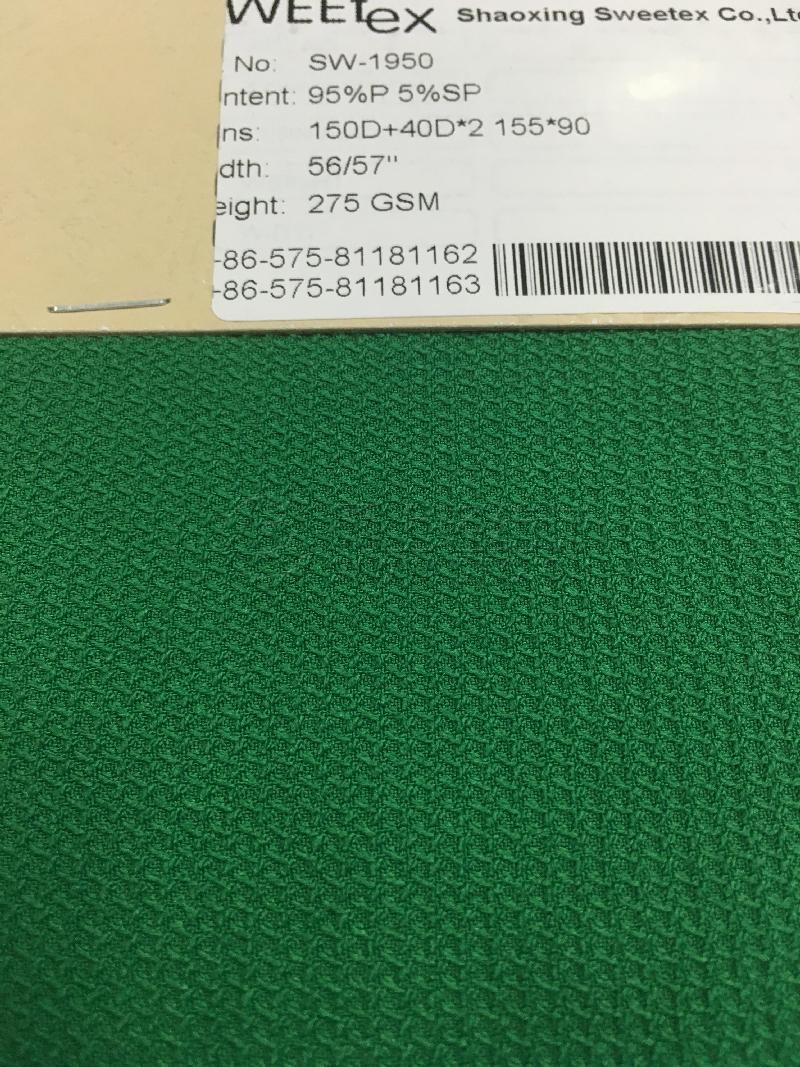 WEETex Shaoxing Sweetex Co.,Ltd
No: SW-1950
ntent: 95%P 5%SP
ns: 150D+40D*2 155*90
dth: 56/57"
eight: 275 GSM
-86-575-81181162
-86-575-81181163